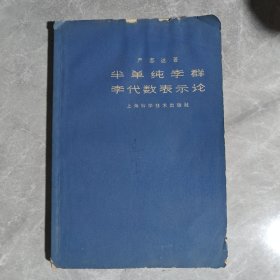 严志达著
半单纯李群
李代数表示论
上海科学技术出版社